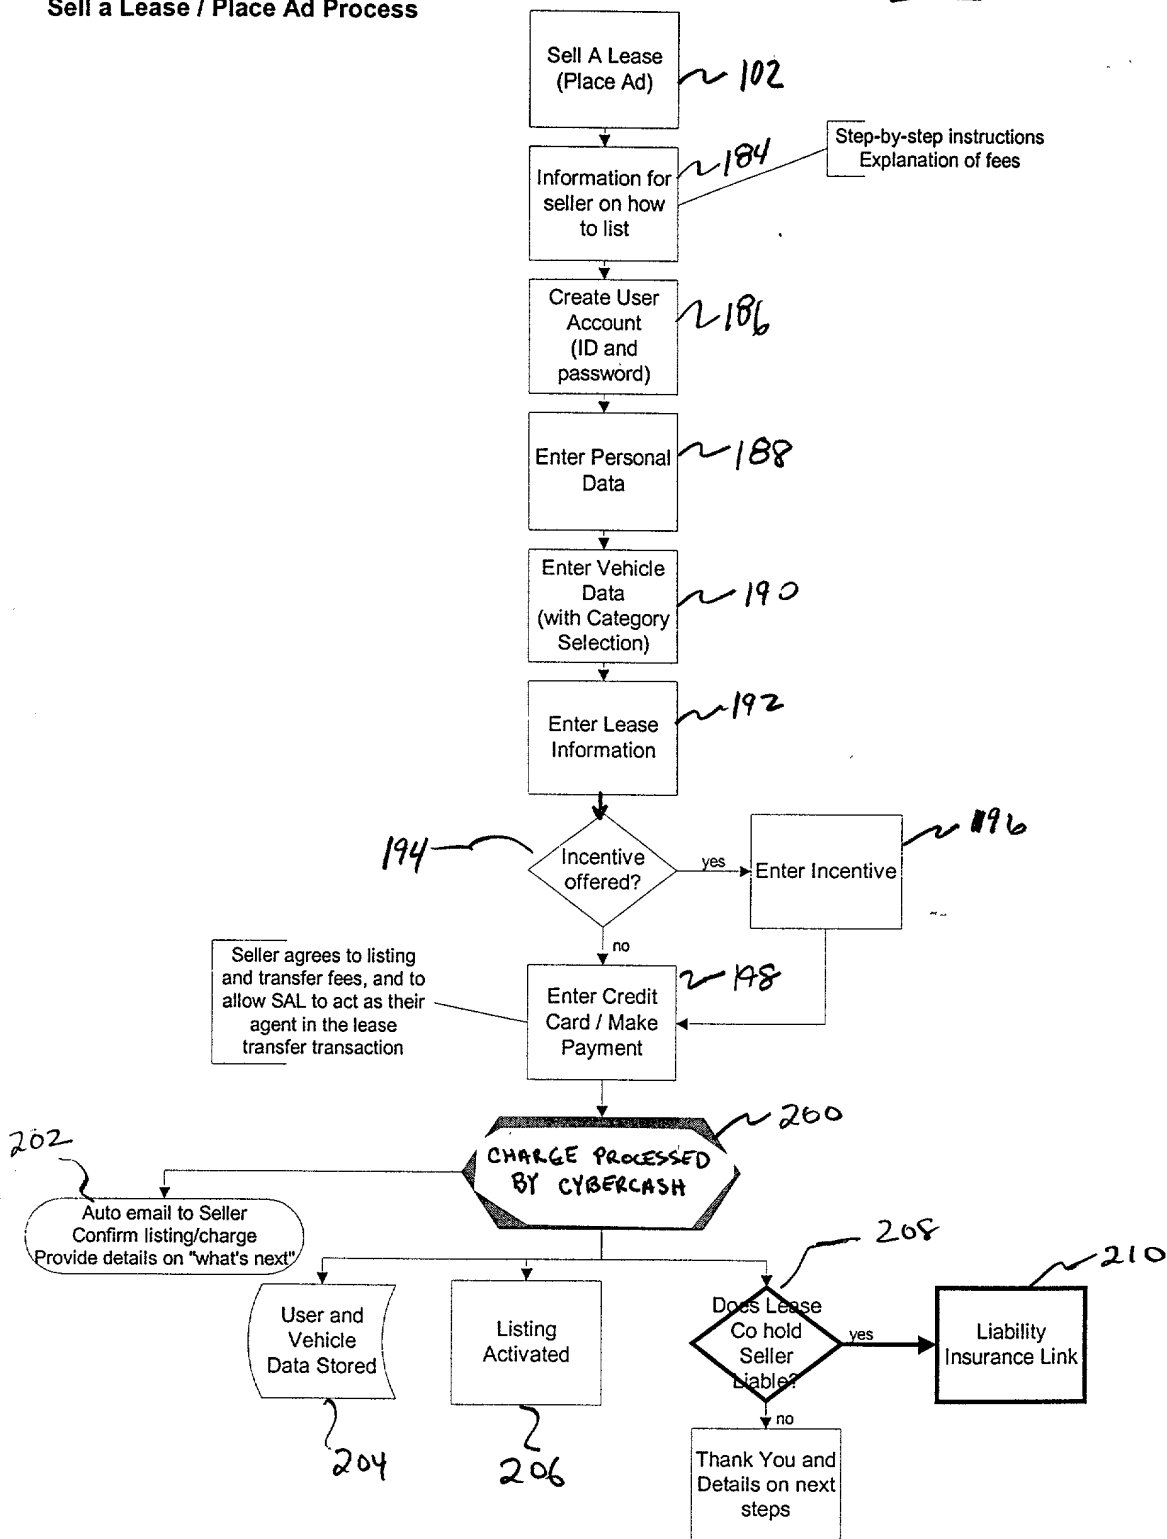 Sell a Lease / Place Ad Process
Sell A Lease
(Place Ad)
102
Step-by-step instructions
Explanation of fees
184
Information for
seller on how
to list
Create User
Account
(ID and
password)
186
Enter Personal
Data
188
Enter Vehicle
Data
(with Category
Selection)
190
Enter Lease
Information
192
194
Incentive
offered?
yes
Enter Incentive
196
no
Seller agrees to listing
and transfer fees, and to
allow SAL to act as their
agent in the lease
transfer transaction
Enter Credit
Card / Make
Payment
198
200
CHARGE PROCESSED
BY CYBERCASH
202
Auto email to Seller
Confirm listing/charge
Provide details on "what's next"
User and
Vehicle
Data Stored
204
Listing
Activated
206
208
Does Lease
Co hold
Seller
Liable?
yes
210
Liability
Insurance Link
no
Thank You and
Details on next
steps